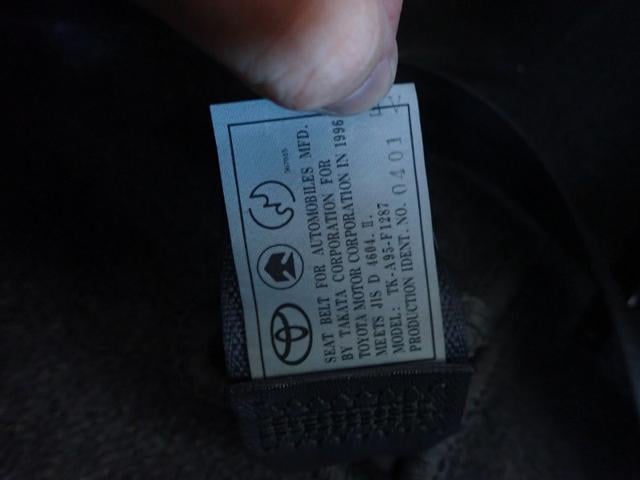 SEAT BELT FOR AUTOMOBILES MFD.
BY TAKATA CORPORATION FOR
TOYOTA MOTOR CORPORATION IN 1996
MEETS JIS D 4604. II.
MODEL: TK-A95-F1287
PRODUCTION IDENT. NO. 0401